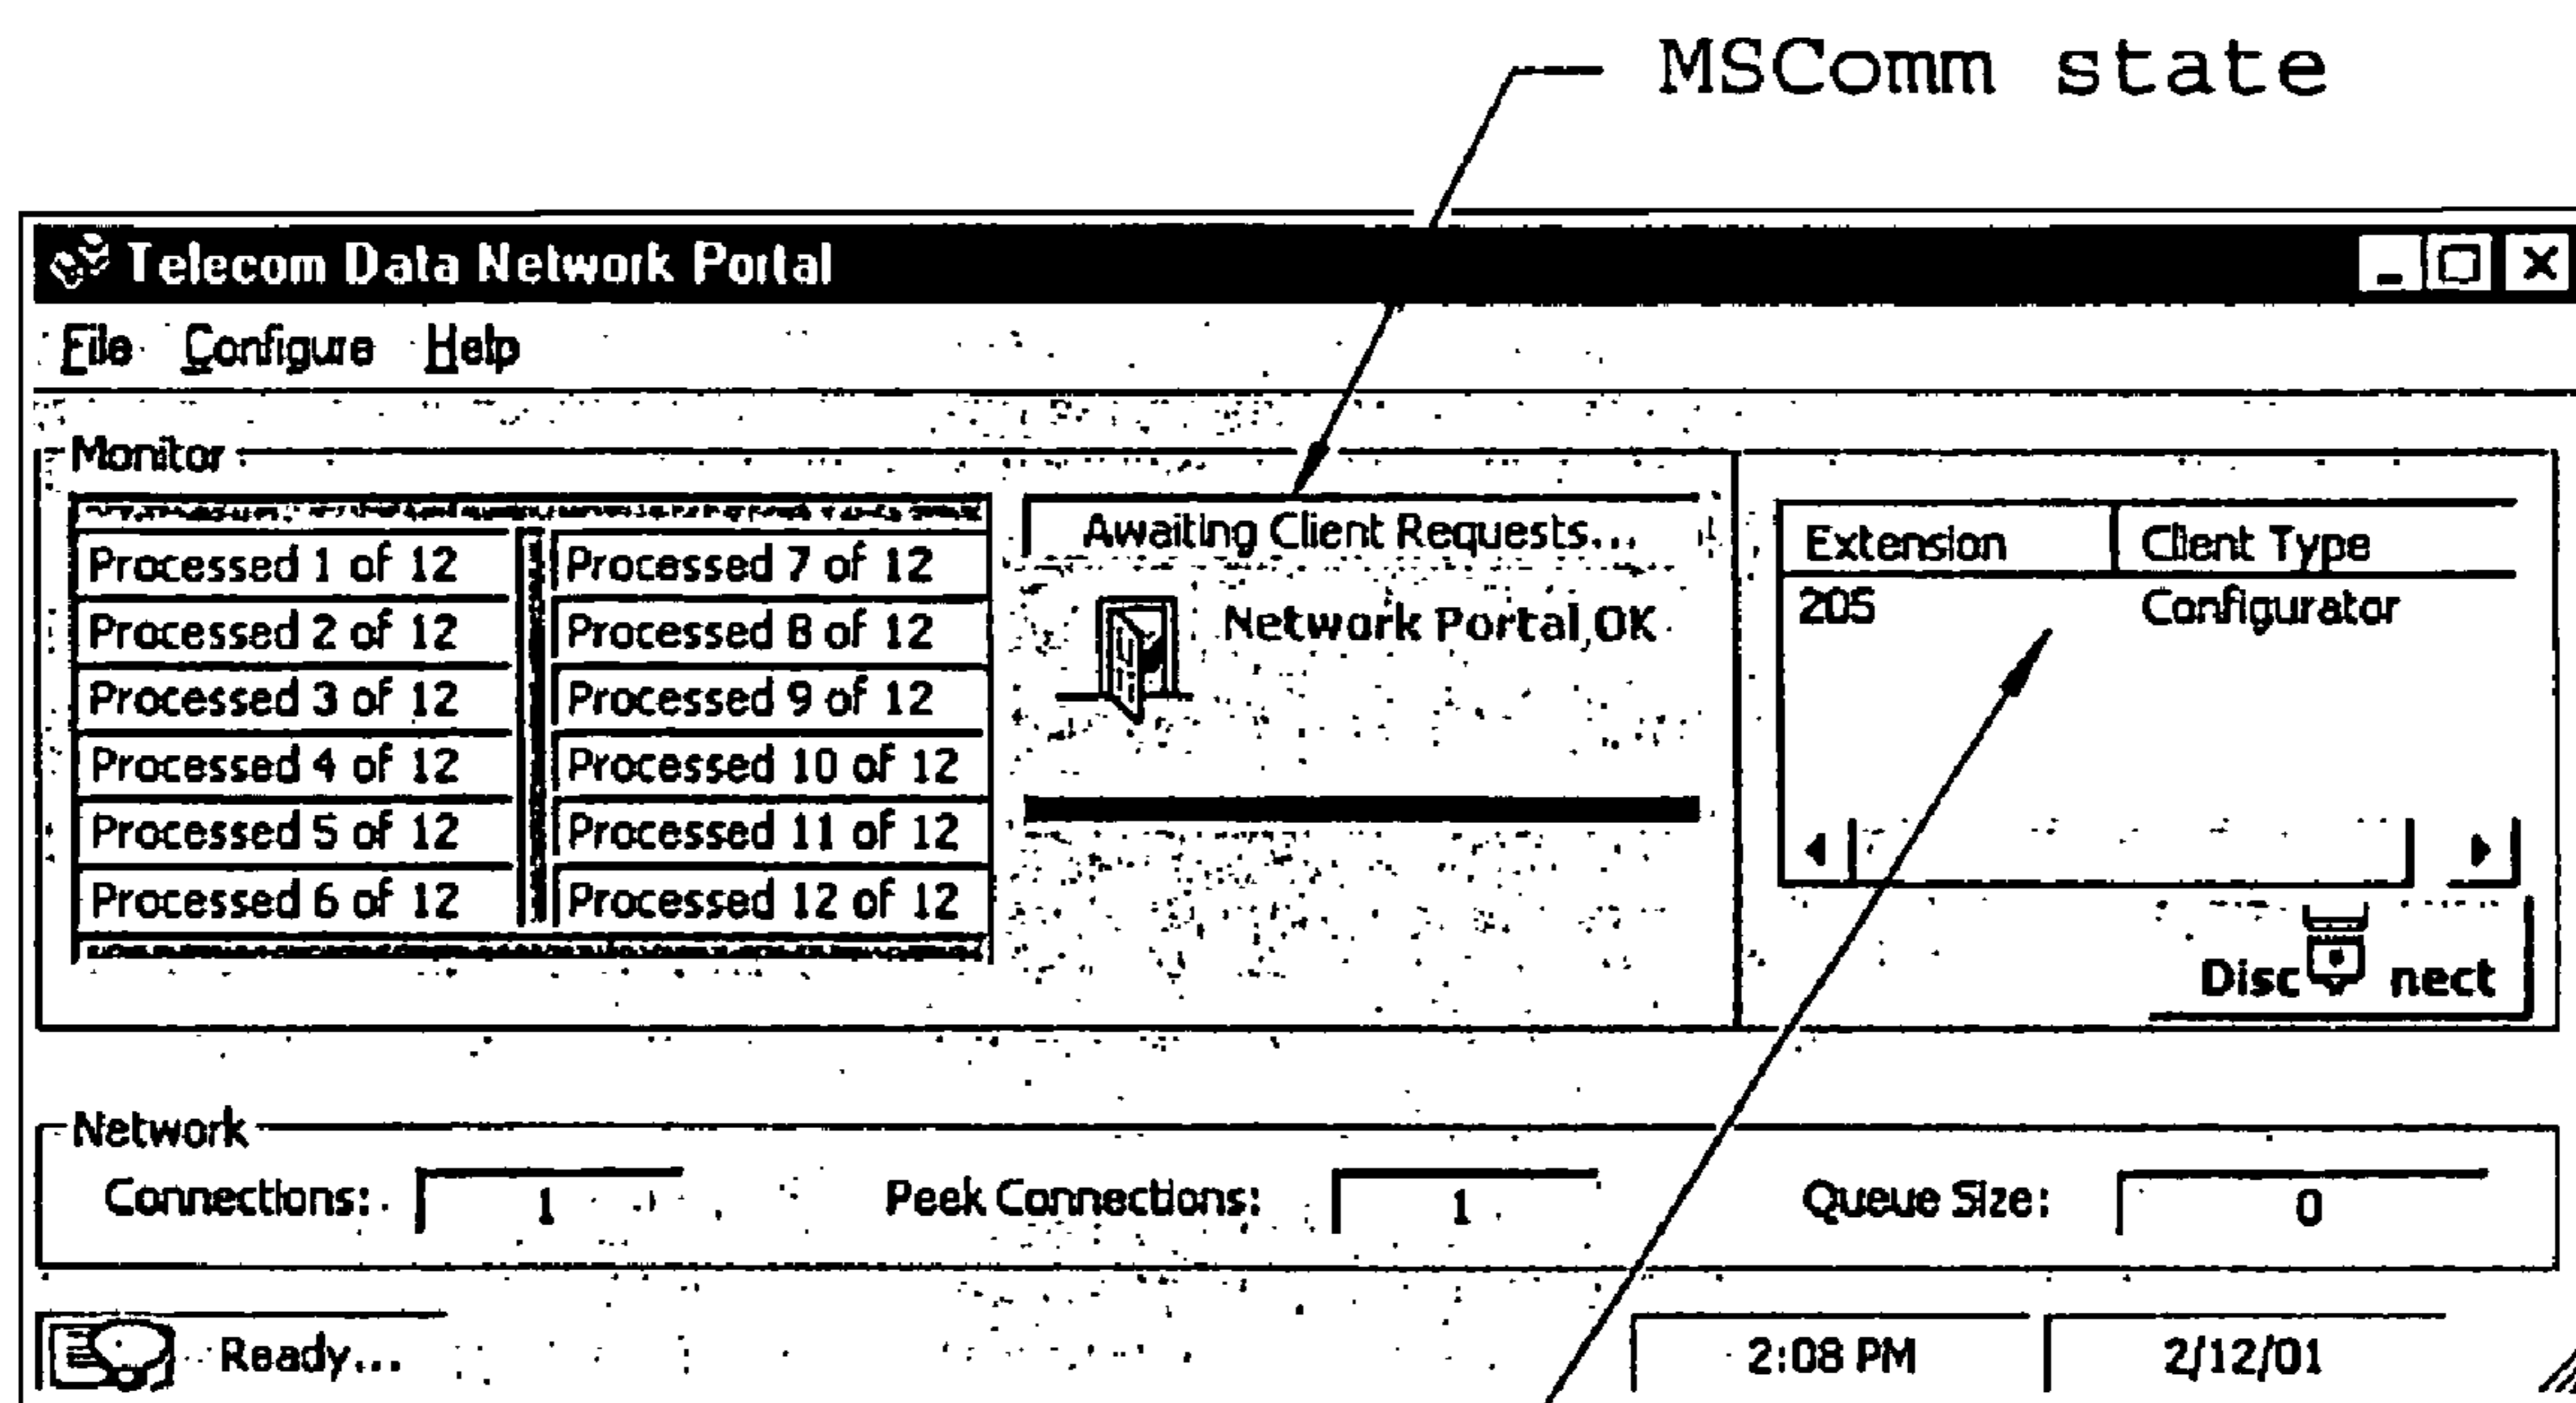 MSComm state
Telecom Data Network Portal
File Configure Help
Monitor
Processed 1 of 12
Processed 2 of 12
Processed 3 of 12
Processed 4 of 12
Processed 5 of 12
Processed 6 of 12
Processed 7 of 12
Processed 8 of 12
Processed 9 of 12
Processed 10 of 12
Processed 11 of 12
Processed 12 of 12
Awaiting Client Requests...
Network Portal OK
Extension Client Type
205 Configurator
Disc nect
Network
Connections: 1 Peek Connections: 1 Queue Size: 0
Ready... 2:08 PM 2/12/01